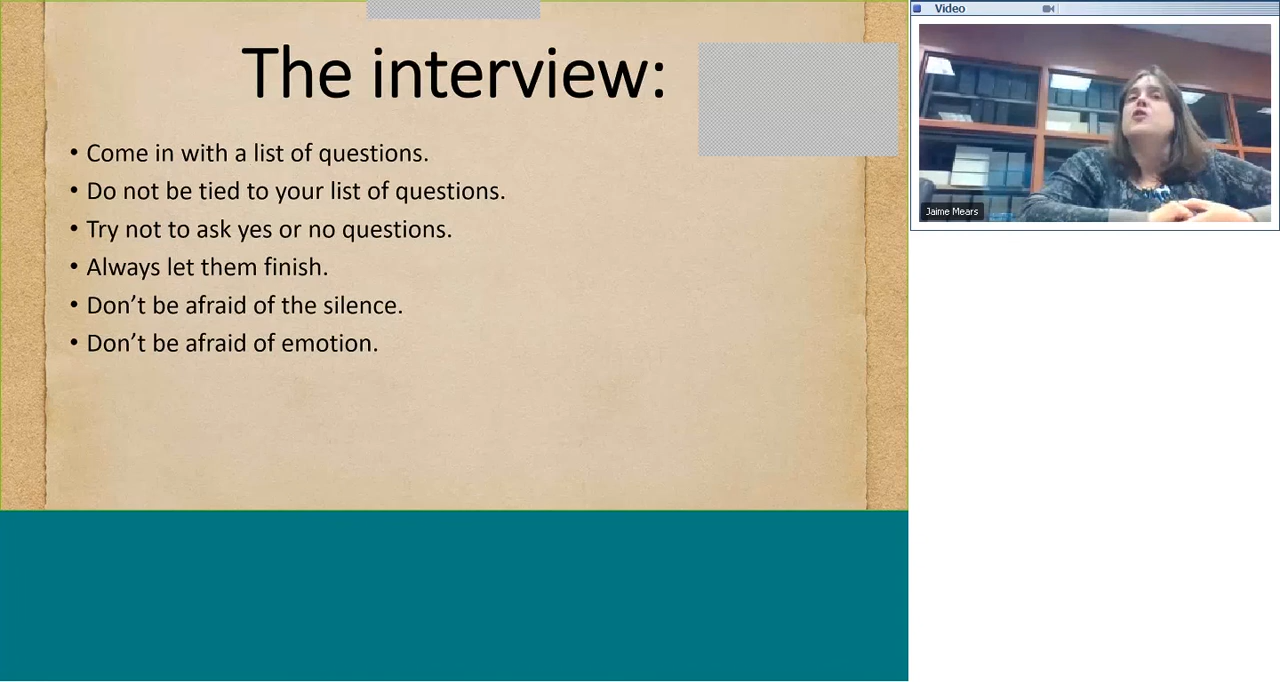 The interview:
• Come in with a list of questions.
• Do not be tied to your list of questions.
• Try not to ask yes or no questions.
• Always let them finish.
• Don’t be afraid of the silence.
• Don’t be afraid of emotion.
Video
Jaime Mears